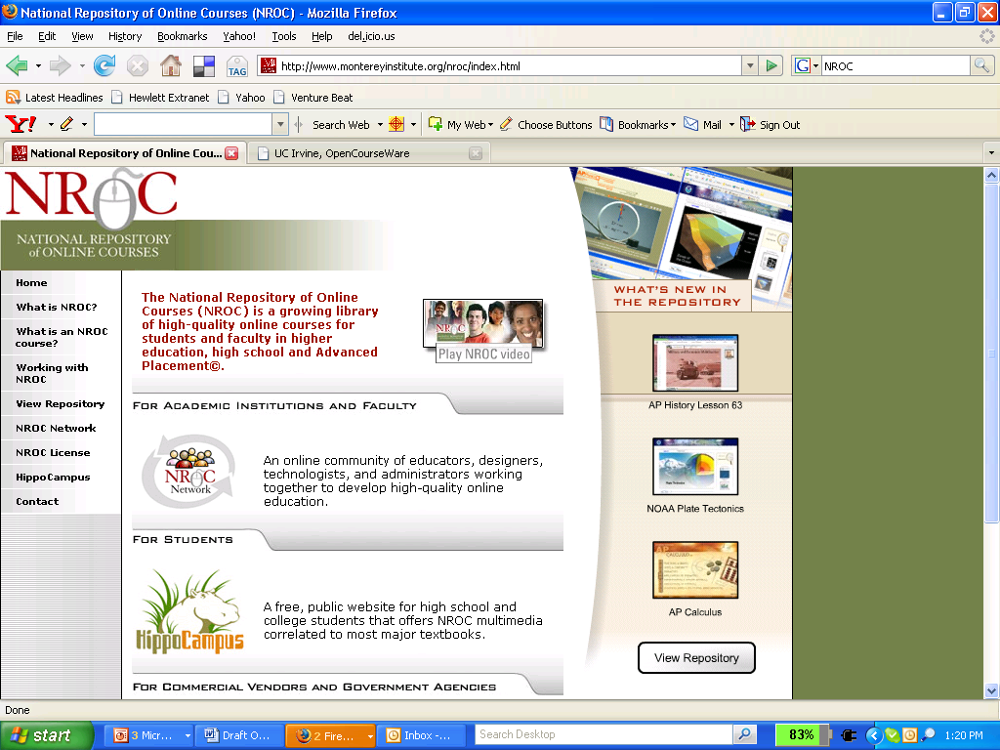 National Repository of Online Courses (NROC) - Mozilla Firefox
File Edit View History Bookmarks Yahoo! Tools Help del.icio.us
TAG http://www.montereyinstitute.org/nroc/index.html G NROC
Latest Headlines Hewlett Extranet Yahoo Venture Beat
Y! Search Web My Web Choose Buttons Bookmarks Mail Sign Out
National Repository of Online Cou... UC Irvine, OpenCourseWare
NROC
NATIONAL REPOSITORY
of ONLINE COURSES
Home
What is NROC?
What is an NROC
course?
Working with
NROC
View Repository
NROC Network
NROC License
HippoCampus
Contact
The National Repository of Online
Courses (NROC) is a growing library
of high-quality online courses for
students and faculty in higher
education, high school and Advanced
Placement©.
NROC
Play NROC video
FOR ACADEMIC INSTITUTIONS AND FACULTY
NROC
Network
An online community of educators, designers,
technologists, and administrators working
together to develop high-quality online
education.
FOR STUDENTS
HippoCampus
A free, public website for high school and
college students that offers NROC multimedia
correlated to most major textbooks.
FOR COMMERCIAL VENDORS AND GOVERNMENT AGENCIES
WHAT'S NEW IN
THE REPOSITORY
AP History Lesson 63
NOAA Plate Tectonics
AP Calculus
View Repository
Done
start 3 Micr... Draft O... 2 Fire... Inbox -... Search Desktop 83% 1:20 PM